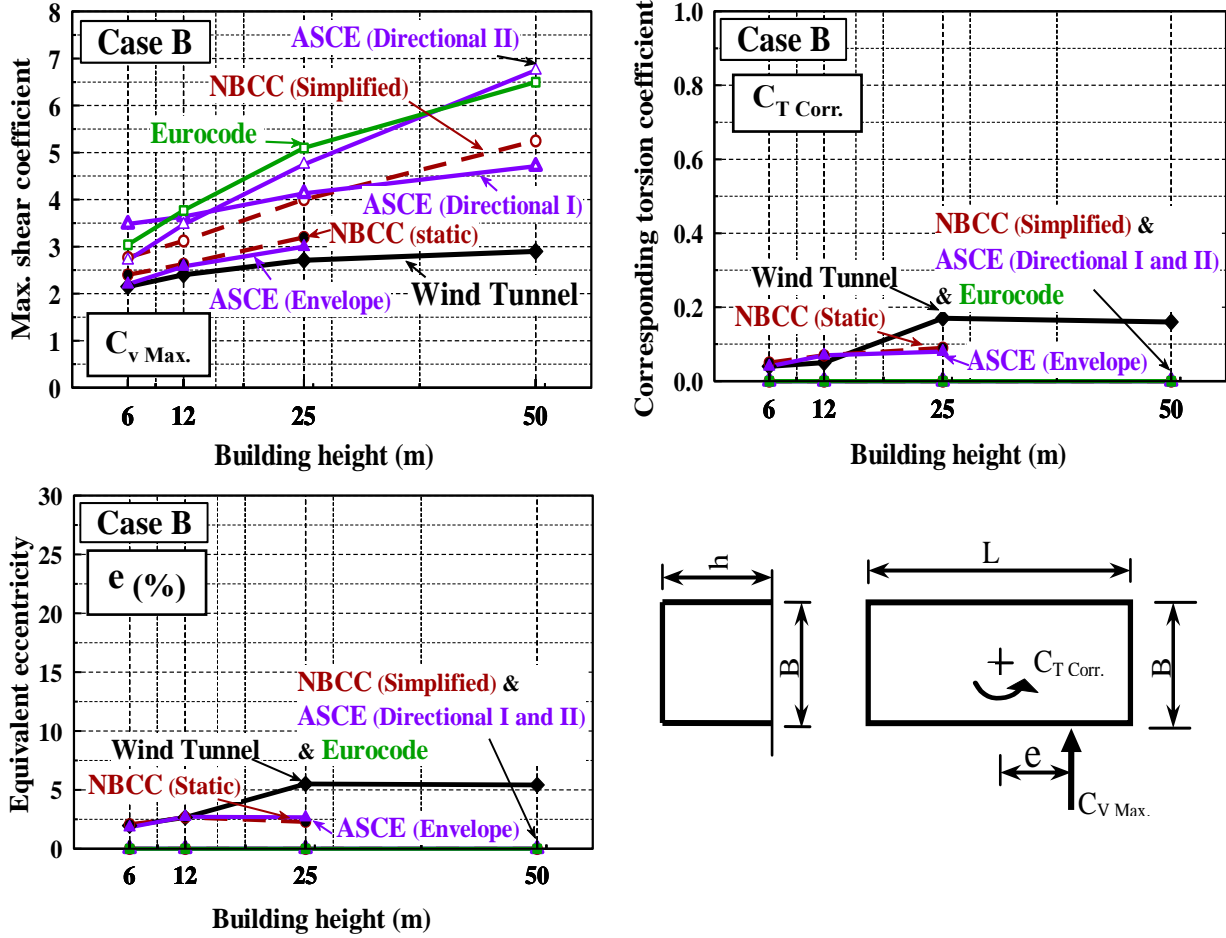 Max. shear coefficient
8
7
6
5
4
3
2
1
0
Case B
ASCE (Directional II)
NBCC (Simplified)
Eurocode
ASCE (Directional I)
NBCC (static)
Wind Tunnel
ASCE (Envelope)
C v Max.
6 12 25 50
Building height (m)
Corresponding torsion coefficient
1.0
0.8
0.6
0.4
0.2
0.0
Case B
C T Corr.
NBCC (Simplified) &
ASCE (Directional I and II)
& Eurocode
Wind Tunnel
NBCC (Static)
ASCE (Envelope)
6 12 25 50
Building height (m)
Equivalent eccentricity
30
25
20
15
10
5
0
Case B
e (%)
NBCC (Simplified) &
ASCE (Directional I and II)
& Eurocode
Wind Tunnel
NBCC (Static)
ASCE (Envelope)
6 12 25 50
Building height (m)
h
L
B
C T Corr.
B
e
C V Max.